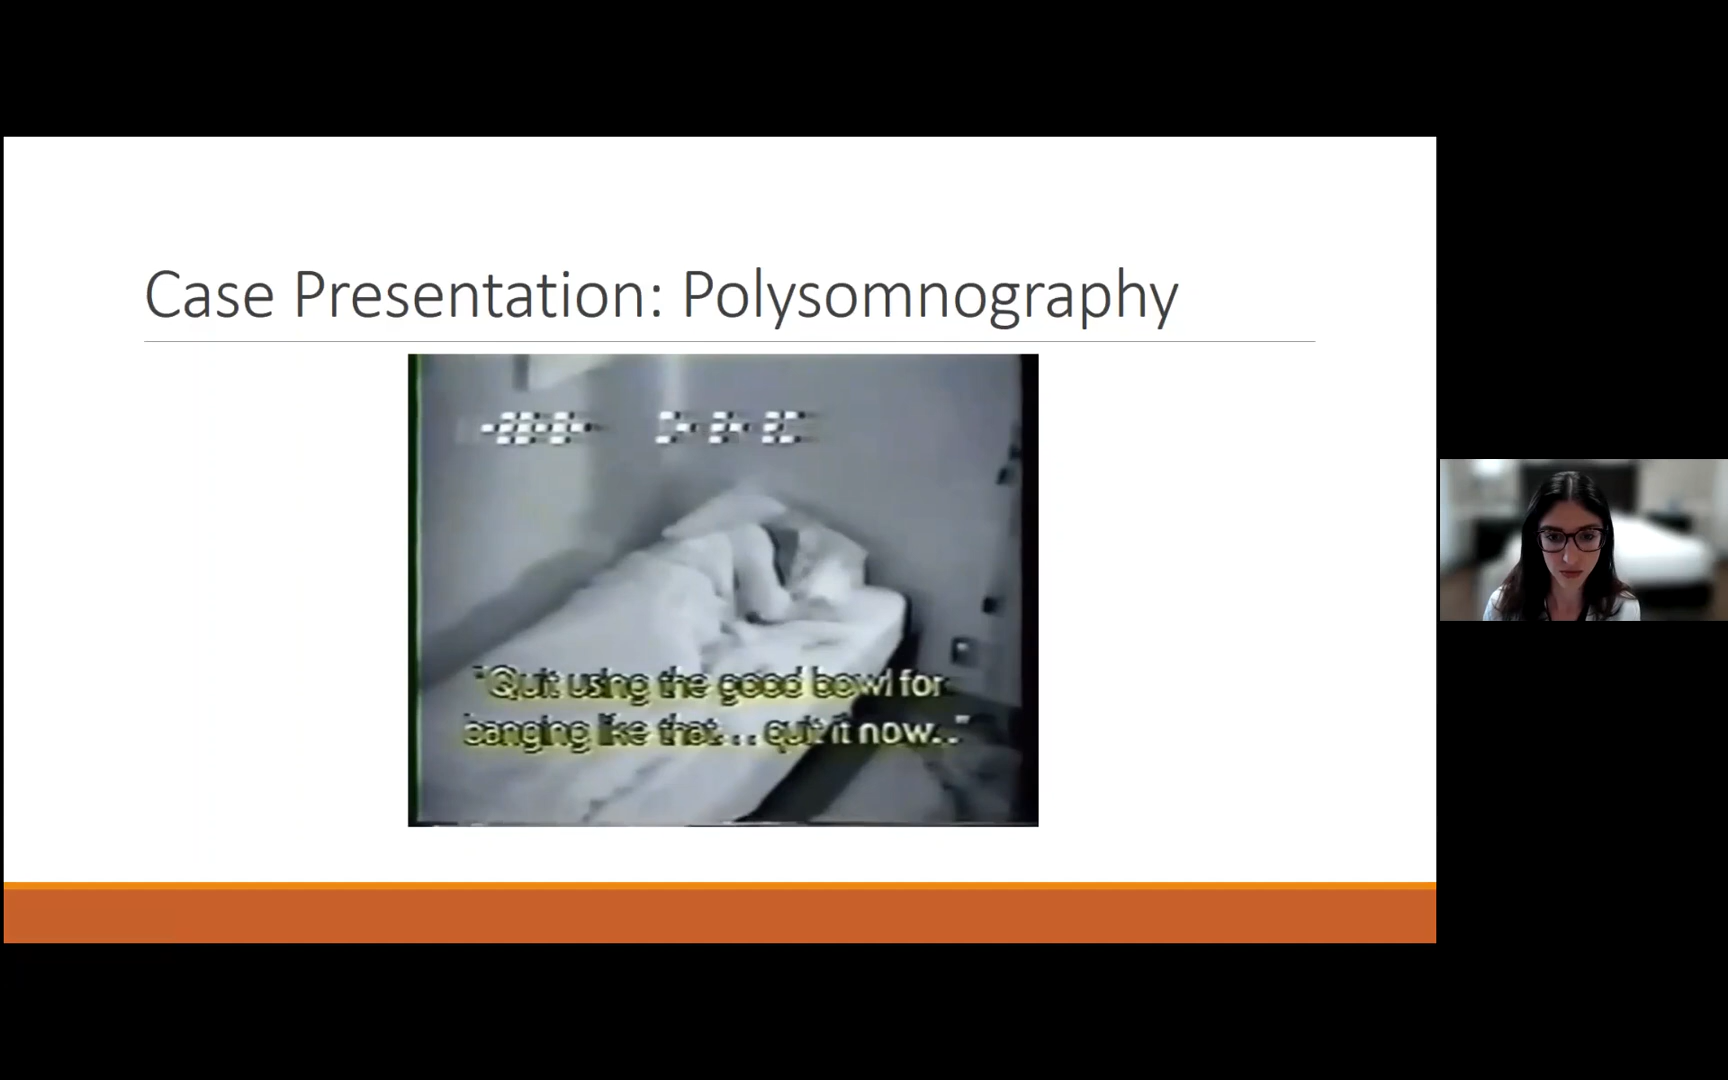 Case Presentation: Polysomnography
"Quit using the good bowl for
banging like that... quit it now..."